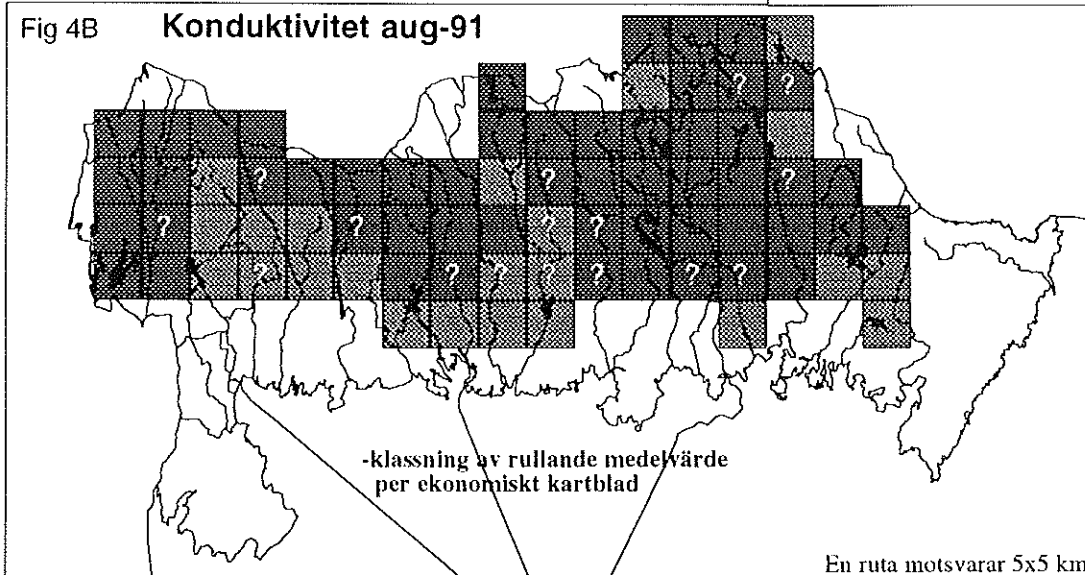 Fig 4B Konduktivitet aug-91
? ?
? ? ?
? ? ? ?
? ? ? ? ? ? ?
-klassning av rullande medelvärde
per ekonomiskt kartblad
En ruta motsvarar 5x5 km